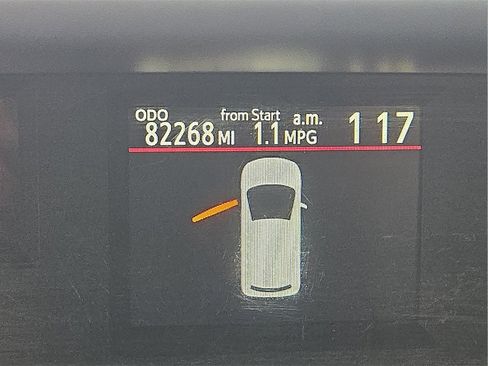 ODO from Start a.m.
82268 MI 1.1 MPG 1 17